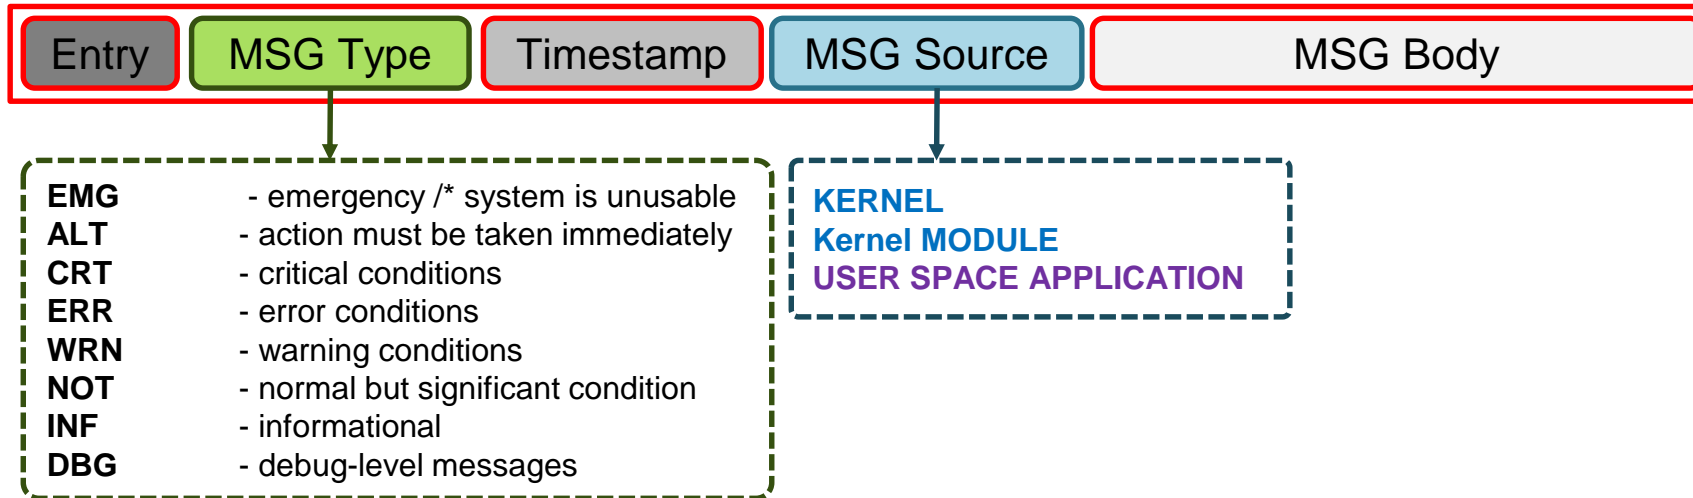 Entry MSG Type Timestamp MSG Source MSG Body
EMG - emergency /* system is unusable
ALT - action must be taken immediately
CRT - critical conditions
ERR - error conditions
WRN - warning conditions
NOT - normal but significant condition
INF - informational
DBG - debug-level messages
KERNEL
Kernel MODULE
USER SPACE APPLICATION